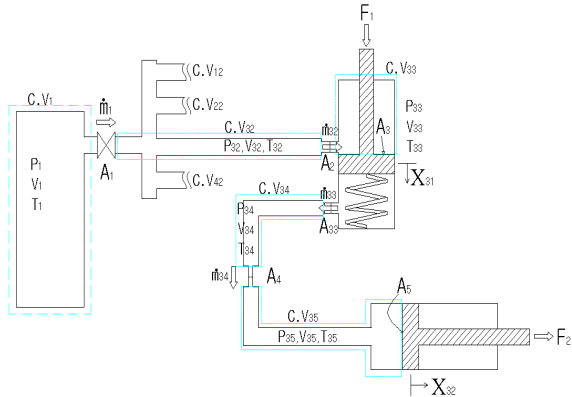 F1
C.V12
C.V33
C.V1
ṁ1
C.V22
P33
V33
T33
C.V32
ṁ32
A3
P32,V32,T32
A1
A2
P1
V1
T1
X31
C.V42
C.V34
ṁ33
P34
V34
T34
A33
ṁ34
A4
A5
C.V35
P35,V35,T35
F2
X32